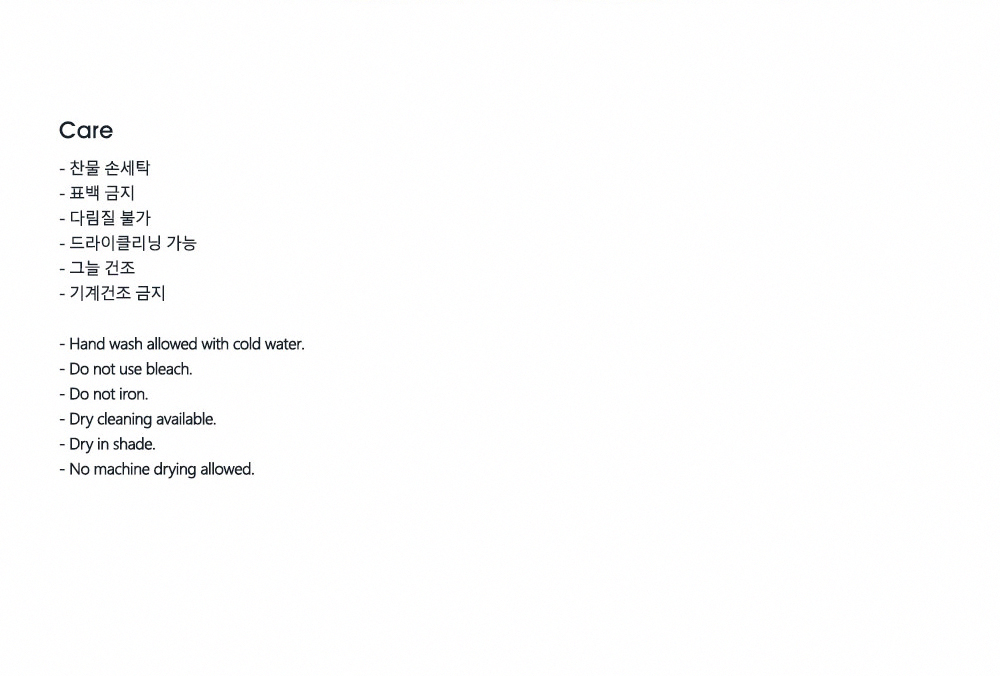 Care
- 찬물 손세탁
- 표백 금지
- 다림질 불가
- 드라이클리닝 가능
- 그늘 건조
- 기계건조 금지
- Hand wash allowed with cold water.
- Do not use bleach.
- Do not iron.
- Dry cleaning available.
- Dry in shade.
- No machine drying allowed.